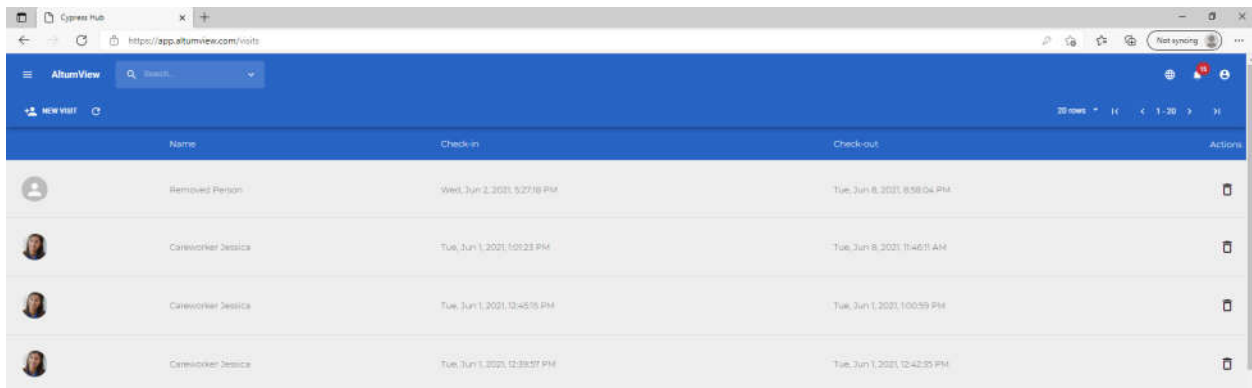 Cypress Hub
https://app.altumview.com/visits
Not syncing
AltumView
Search...
15
NEW VISIT
20 rows
1-20
Name Check-in Check-out Actions
Removed Person Wed, Jun 2, 2021, 5:27:18 PM Tue, Jun 8, 2021, 8:58:04 PM
Careworker Jessica Tue, Jun 1, 2021, 1:01:23 PM Tue, Jun 8, 2021, 11:46:11 AM
Careworker Jessica Tue, Jun 1, 2021, 12:45:15 PM Tue, Jun 1, 2021, 1:00:59 PM
Careworker Jessica Tue, Jun 1, 2021, 12:39:57 PM Tue, Jun 1, 2021, 12:42:35 PM